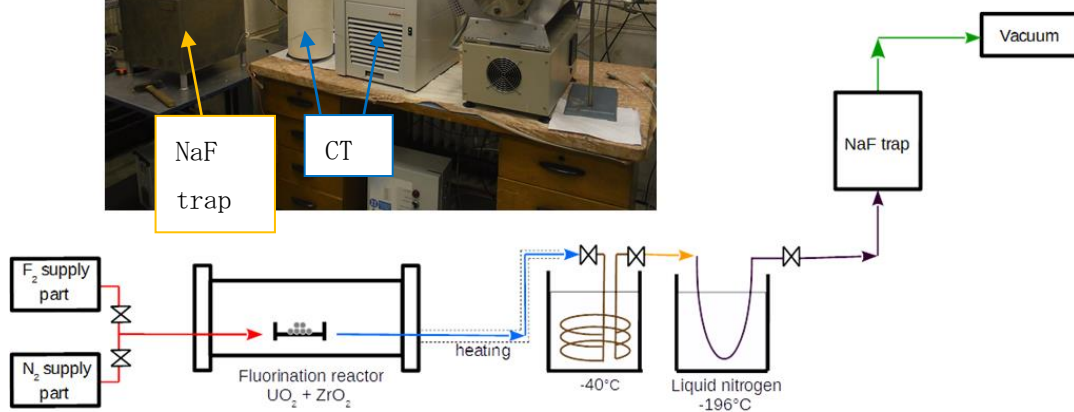 NaF
trap
CT
Vacuum
NaF trap
F₂ supply
part
N₂ supply
part
heating
Fluorination reactor
UO₂ + ZrO₂
-40°C
Liquid nitrogen
-196°C